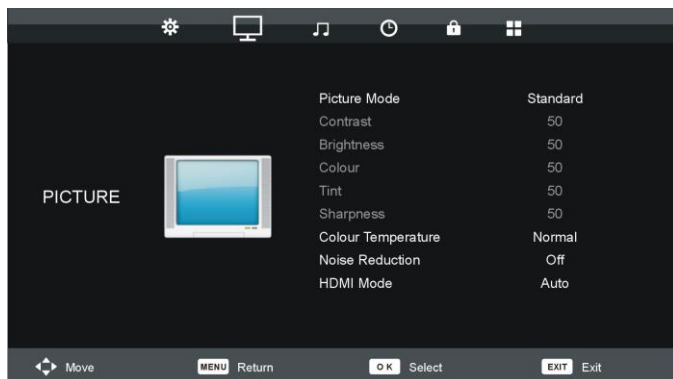 Picture Mode Standard
Contrast 50
Brightness 50
Colour 50
Tint 50
PICTURE
Sharpness 50
Colour Temperature Normal
Noise Reduction Off
HDMI Mode Auto
Move MENU Return OK Select EXIT Exit